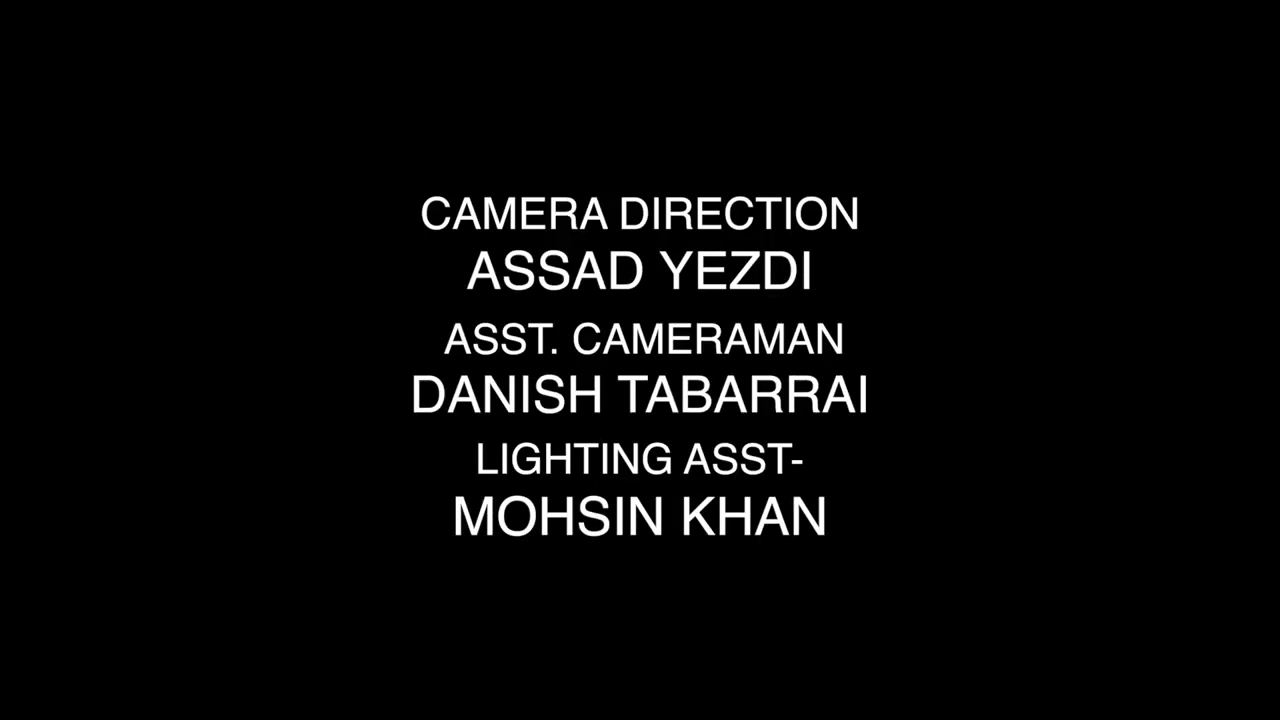 CAMERA DIRECTION
ASSAD YEZDI
ASST. CAMERAMAN
DANISH TABARRAI
LIGHTING ASST-
MOHSIN KHAN